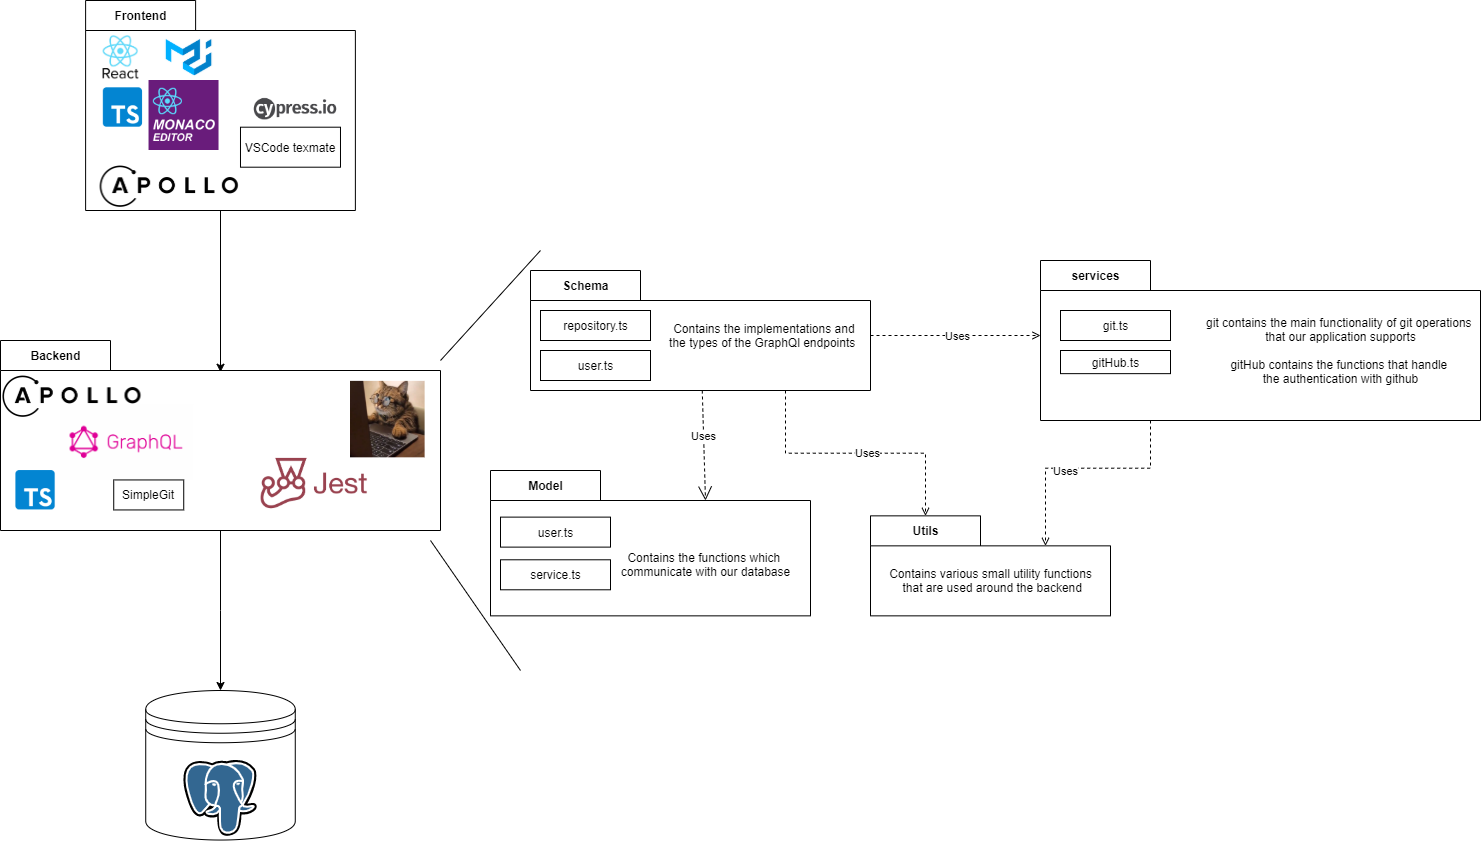 Frontend
React
TS
MONACO
EDITOR
cypress.io
VSCode texmate
APOLLO
Backend
APOLLO
GraphQL
TS
SimpleGit
Jest
Schema
repository.ts
user.ts
Contains the implementations and
the types of the GraphQl endpoints
Uses
services
git.ts
gitHub.ts
git contains the main functionality of git operations
that our application supports
gitHub contains the functions that handle
the authentication with github
Uses
Uses
Uses
Model
user.ts
service.ts
Contains the functions which
communicate with our database
Utils
Contains various small utility functions
that are used around the backend